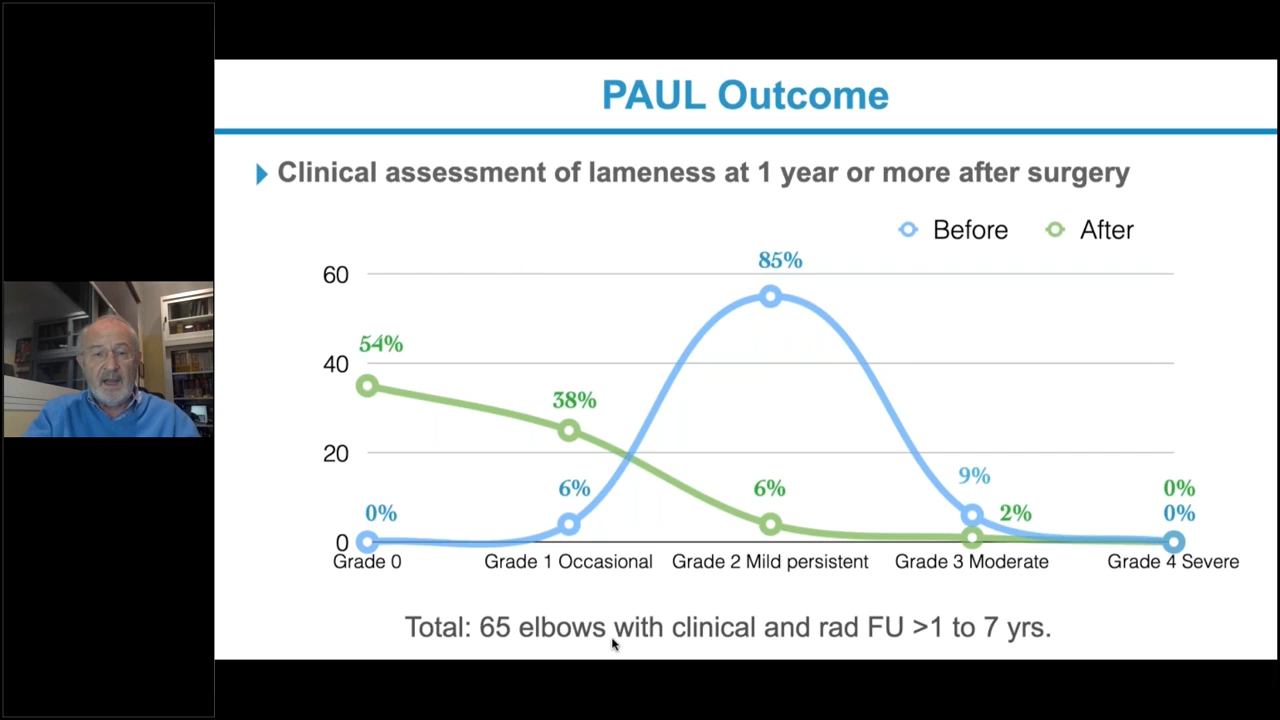 PAUL Outcome
Clinical assessment of lameness at 1 year or more after surgery
Before After
85%
60
54%
40
38%
20
6% 6% 9%
0% 2% 0%
0%
0
Grade 0 Grade 1 Occasional Grade 2 Mild persistent Grade 3 Moderate Grade 4 Severe
Total: 65 elbows with clinical and rad FU >1 to 7 yrs.